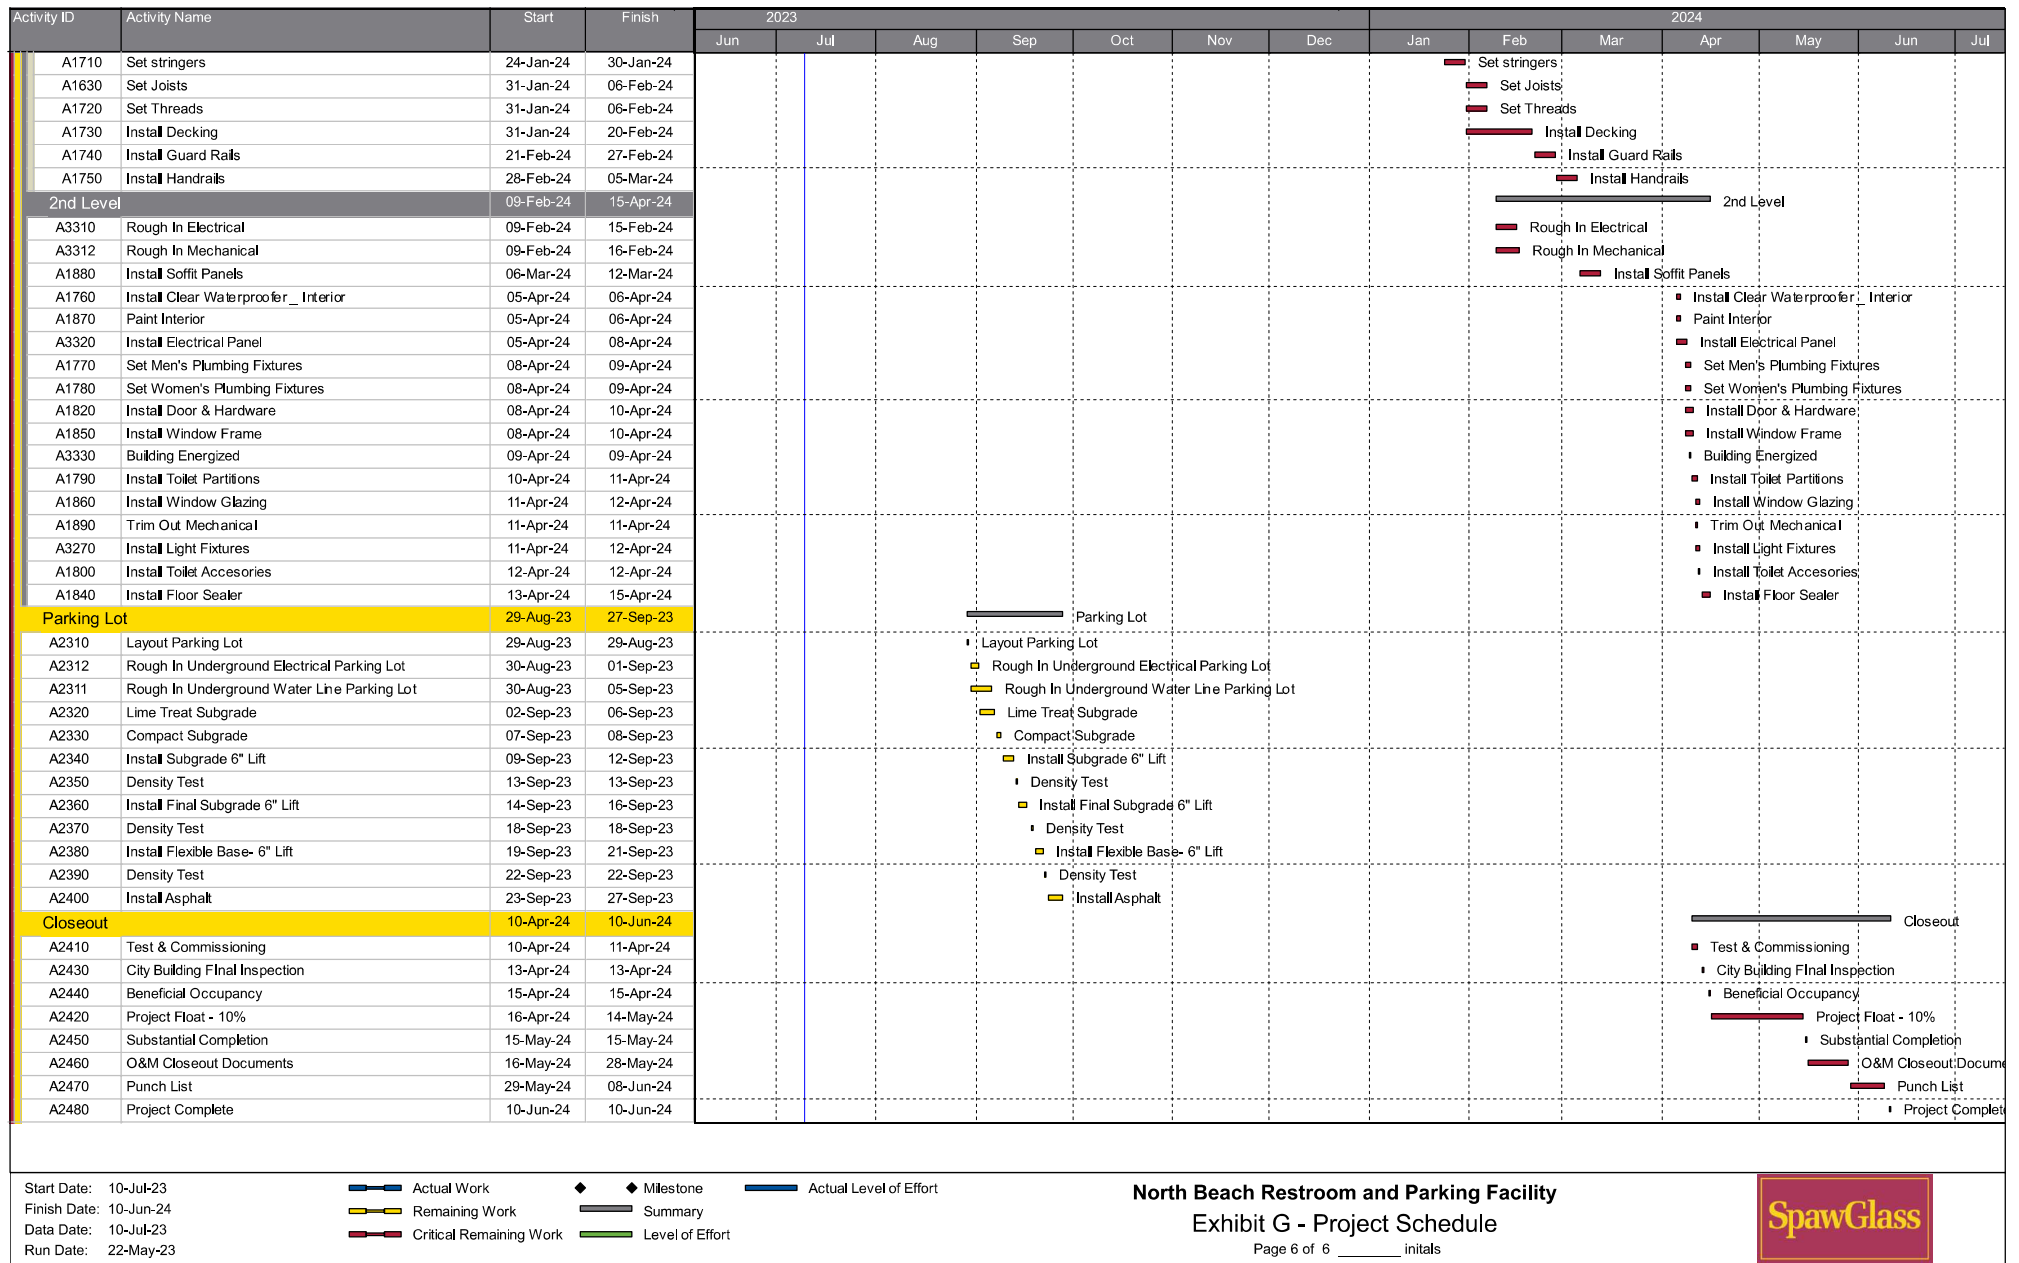 Activity ID Activity Name Start Finish 2023 2024
Jun Jul Aug Sep Oct Nov Dec Jan Feb Mar Apr May Jun Jul
A1710 Set stringers 24-Jan-24 30-Jan-24 Set stringers
A1630 Set Joists 31-Jan-24 06-Feb-24 Set Joists
A1720 Set Threads 31-Jan-24 06-Feb-24 Set Threads
A1730 Install Decking 31-Jan-24 20-Feb-24 Install Decking
A1740 Install Guard Rails 21-Feb-24 27-Feb-24 Install Guard Rails
A1750 Install Handrails 28-Feb-24 05-Mar-24 Install Handrails
2nd Level 09-Feb-24 15-Apr-24 2nd Level
A3310 Rough In Electrical 09-Feb-24 15-Feb-24 Rough In Electrical
A3312 Rough In Mechanical 09-Feb-24 16-Feb-24 Rough In Mechanical
A1880 Install Soffit Panels 06-Mar-24 12-Mar-24 Install Soffit Panels
A1760 Install Clear Waterproofer_ Interior 05-Apr-24 06-Apr-24 Install Clear Waterproofer_ Interior
A1870 Paint Interior 05-Apr-24 06-Apr-24 Paint Interior
A3320 Install Electrical Panel 05-Apr-24 08-Apr-24 Install Electrical Panel
A1770 Set Men's Plumbing Fixtures 08-Apr-24 09-Apr-24 Set Men's Plumbing Fixtures
A1780 Set Women's Plumbing Fixtures 08-Apr-24 09-Apr-24 Set Women's Plumbing Fixtures
A1820 Install Door & Hardware 08-Apr-24 10-Apr-24 Install Door & Hardware
A1850 Install Window Frame 08-Apr-24 10-Apr-24 Install Window Frame
A3330 Building Energized 09-Apr-24 09-Apr-24 Building Energized
A1790 Install Toilet Partitions 10-Apr-24 11-Apr-24 Install Toilet Partitions
A1860 Install Window Glazing 11-Apr-24 12-Apr-24 Install Window Glazing
A1890 Trim Out Mechanical 11-Apr-24 11-Apr-24 Trim Out Mechanical
A3270 Install Light Fixtures 11-Apr-24 12-Apr-24 Install Light Fixtures
A1800 Install Toilet Accesories 12-Apr-24 12-Apr-24 Install Toilet Accesories
A1840 Install Floor Sealer 13-Apr-24 15-Apr-24 Install Floor Sealer
Parking Lot 29-Aug-23 27-Sep-23 Parking Lot
A2310 Layout Parking Lot 29-Aug-23 29-Aug-23 Layout Parking Lot
A2312 Rough In Underground Electrical Parking Lot 30-Aug-23 01-Sep-23 Rough In Underground Electrical Parking Lot
A2311 Rough In Underground Water Line Parking Lot 30-Aug-23 05-Sep-23 Rough In Underground Water Line Parking Lot
A2320 Lime Treat Subgrade 02-Sep-23 06-Sep-23 Lime Treat Subgrade
A2330 Compact Subgrade 07-Sep-23 08-Sep-23 Compact Subgrade
A2340 Install Subgrade 6" Lift 09-Sep-23 12-Sep-23 Install Subgrade 6" Lift
A2350 Density Test 13-Sep-23 13-Sep-23 Density Test
A2360 Install Final Subgrade 6" Lift 14-Sep-23 16-Sep-23 Install Final Subgrade 6" Lift
A2370 Density Test 18-Sep-23 18-Sep-23 Density Test
A2380 Install Flexible Base- 6" Lift 19-Sep-23 21-Sep-23 Install Flexible Base- 6" Lift
A2390 Density Test 22-Sep-23 22-Sep-23 Density Test
A2400 Install Asphalt 23-Sep-23 27-Sep-23 Install Asphalt
Closeout 10-Apr-24 10-Jun-24 Closeout
A2410 Test & Commissioning 10-Apr-24 11-Apr-24 Test & Commissioning
A2430 City Building FInal Inspection 13-Apr-24 13-Apr-24 City Building FInal Inspection
A2440 Beneficial Occupancy 15-Apr-24 15-Apr-24 Beneficial Occupancy
A2420 Project Float - 10% 16-Apr-24 14-May-24 Project Float - 10%
A2450 Substantial Completion 15-May-24 15-May-24 Substantial Completion
A2460 O&M Closeout Documents 16-May-24 28-May-24 O&M Closeout Docume
A2470 Punch List 29-May-24 08-Jun-24 Punch List
A2480 Project Complete 10-Jun-24 10-Jun-24 Project Complete
Start Date: 10-Jul-23 Actual Work Milestone Actual Level of Effort
Finish Date: 10-Jun-24 Remaining Work Summary
Data Date: 10-Jul-23 Critical Remaining Work Level of Effort
Run Date: 22-May-23
North Beach Restroom and Parking Facility
Exhibit G - Project Schedule
Page 6 of 6 ________ initals
SpawGlass